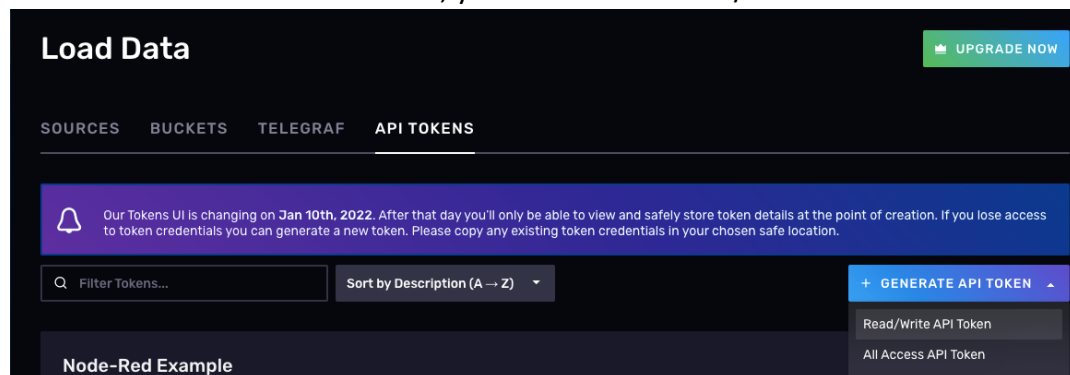 Load Data
UPGRADE NOW
SOURCES BUCKETS TELEGRAF API TOKENS
Our Tokens UI is changing on Jan 10th, 2022. After that day you'll only be able to view and safely store token details at the point of creation. If you lose access
to token credentials you can generate a new token. Please copy any existing token credentials in your chosen safe location.
Filter Tokens...
Sort by Description (A → Z)
+ GENERATE API TOKEN
Read/Write API Token
All Access API Token
Node-Red Example